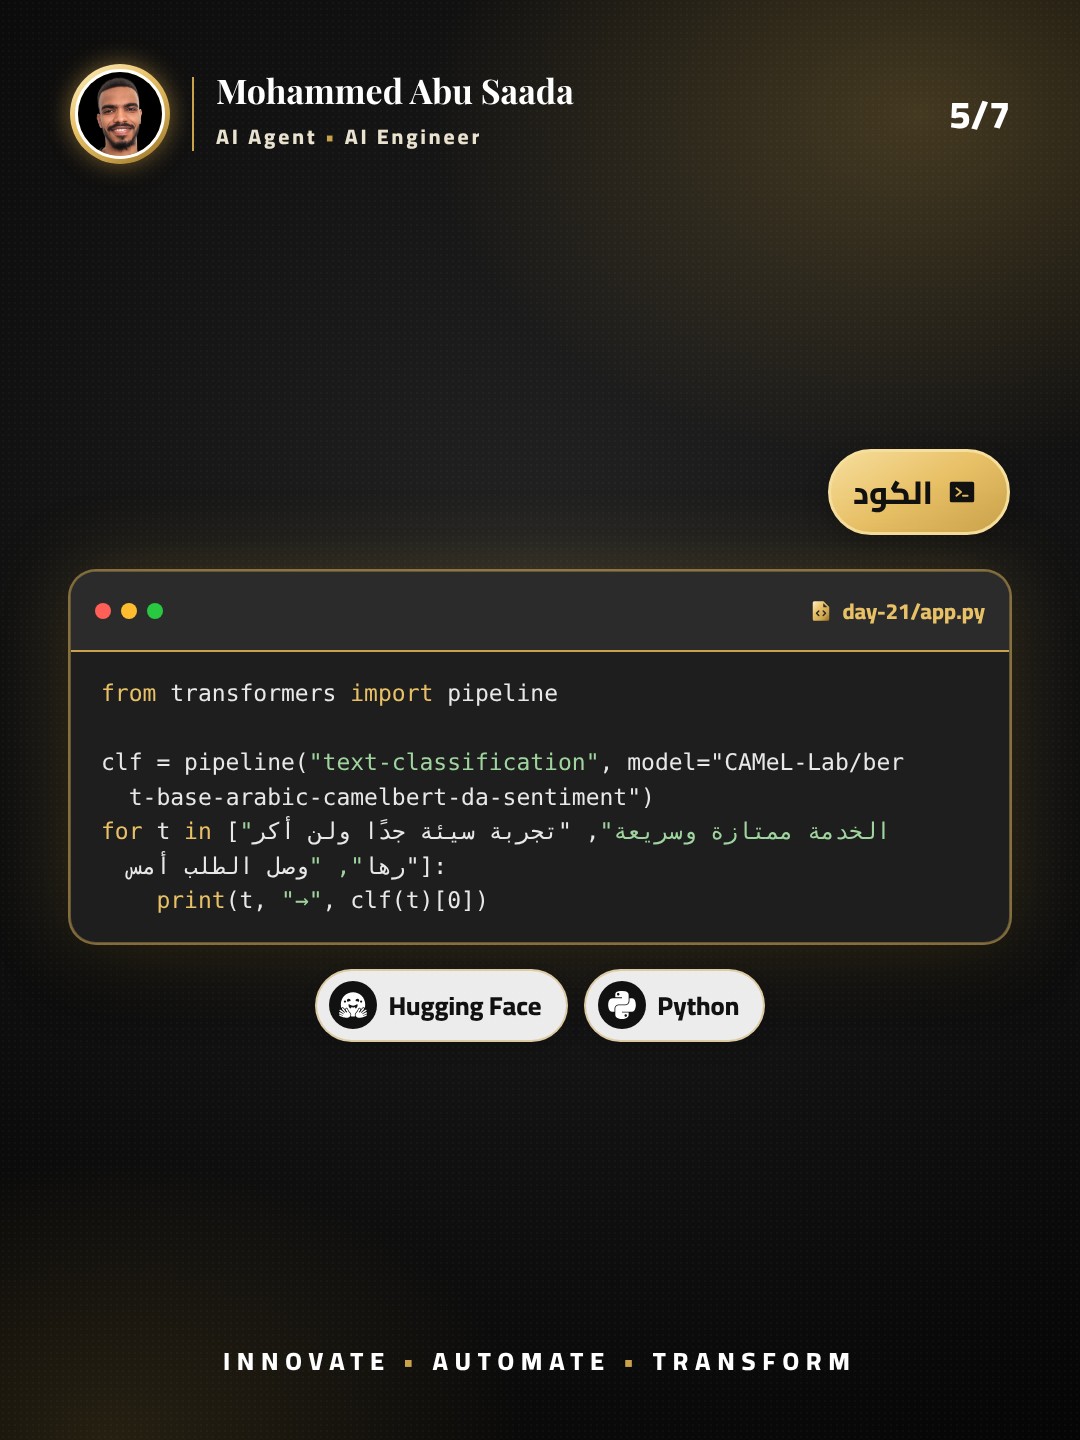 Mohammed Abu Saada
AI Agent ▪ AI Engineer
5/7
الكود
day-21/app.py
from transformers import pipeline
clf = pipeline("text-classification", model="CAMeL-Lab/ber
t-base-arabic-camelbert-da-sentiment")
for t in ["الخدمة ممتازة وسريعة", "تجربة سيئة جدًا ولن أكر
رها", "وصل الطلب أمس"]:
print(t, "→", clf(t)[0])
Hugging Face
Python
INNOVATE ▪ AUTOMATE ▪ TRANSFORM